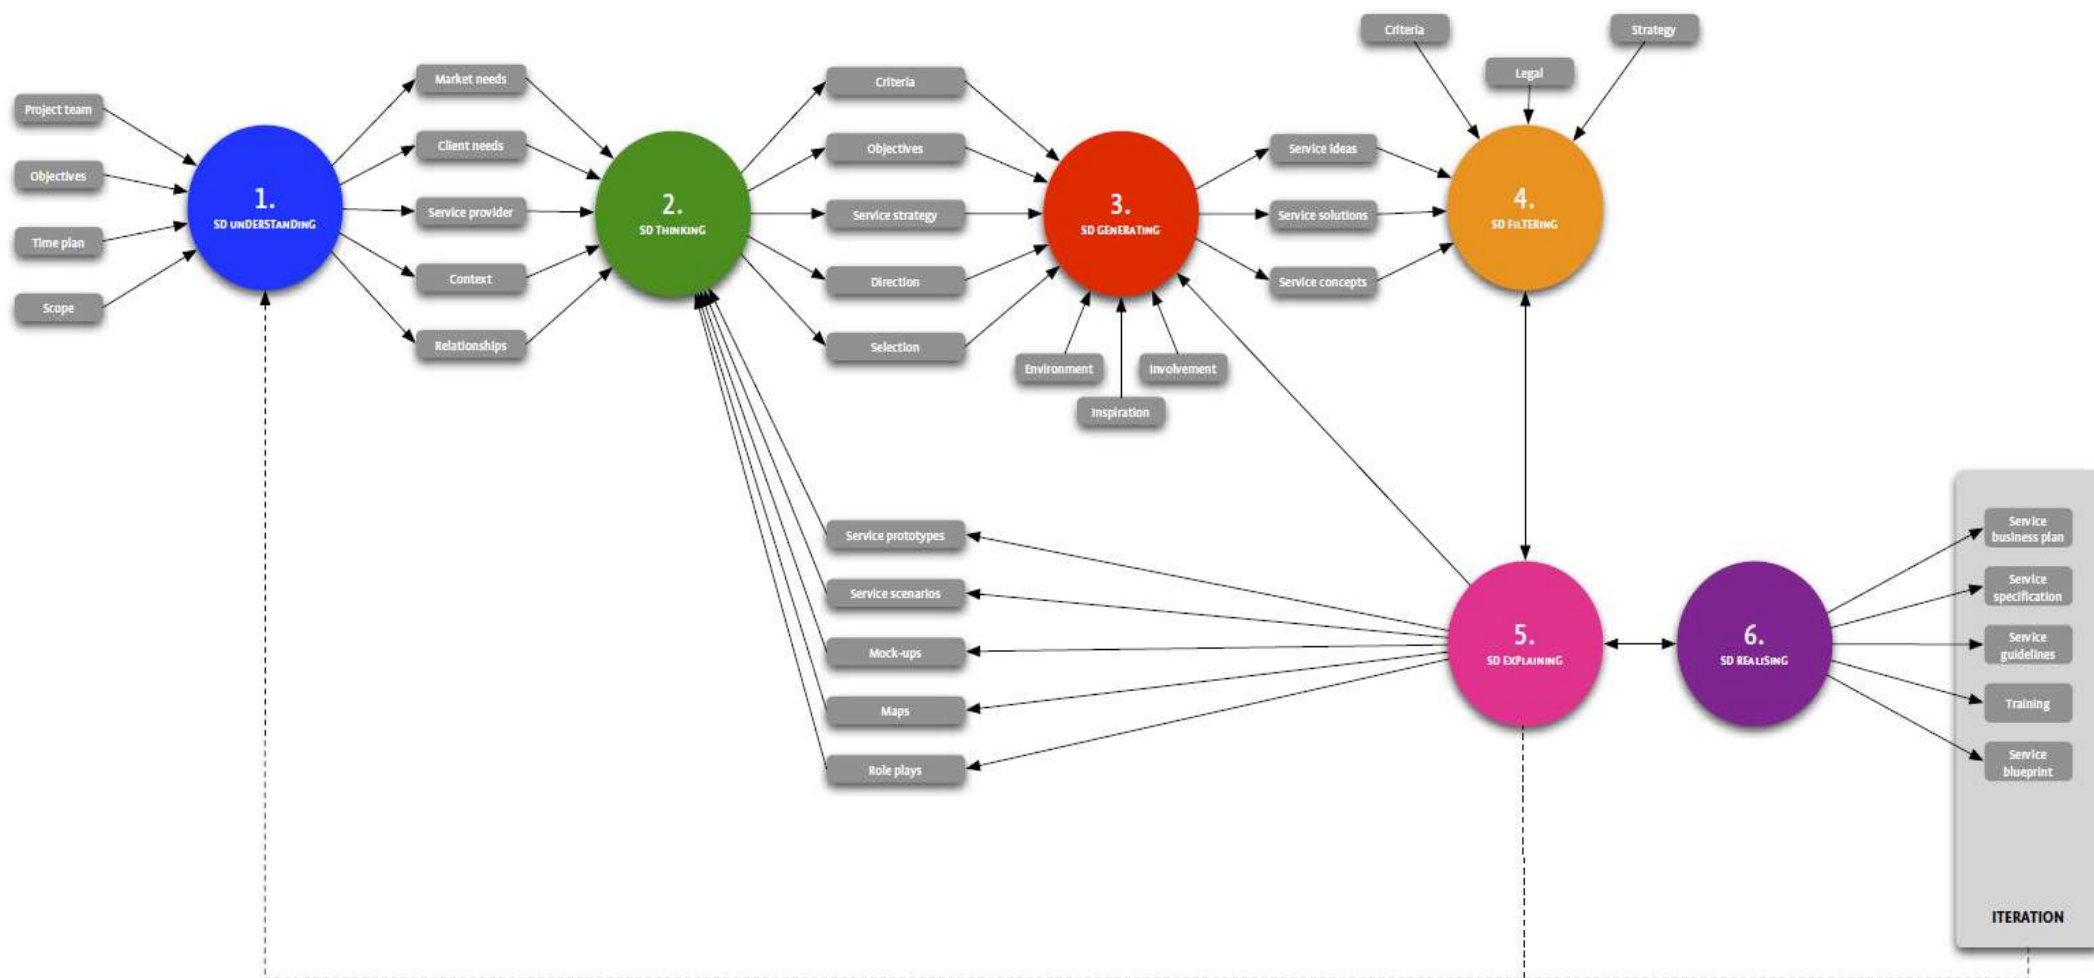 Project team
Objectives
Time plan
Scope
1.
SD UNDERSTANDING
Market needs
Client needs
Service provider
Context
Relationships
2.
SD THINKING
Criteria
Objectives
Service strategy
Direction
Selection
3.
SD GENERATING
Environment
Inspiration
Involvement
Service ideas
Service solutions
Service concepts
Criteria
Legal
Strategy
4.
SD FILTERING
Service prototypes
Service scenarios
Mock-ups
Maps
Role plays
5.
SD EXPLAINING
6.
SD REALISING
Service
business plan
Service
specification
Service
guidelines
Training
Service
blueprint
ITERATION